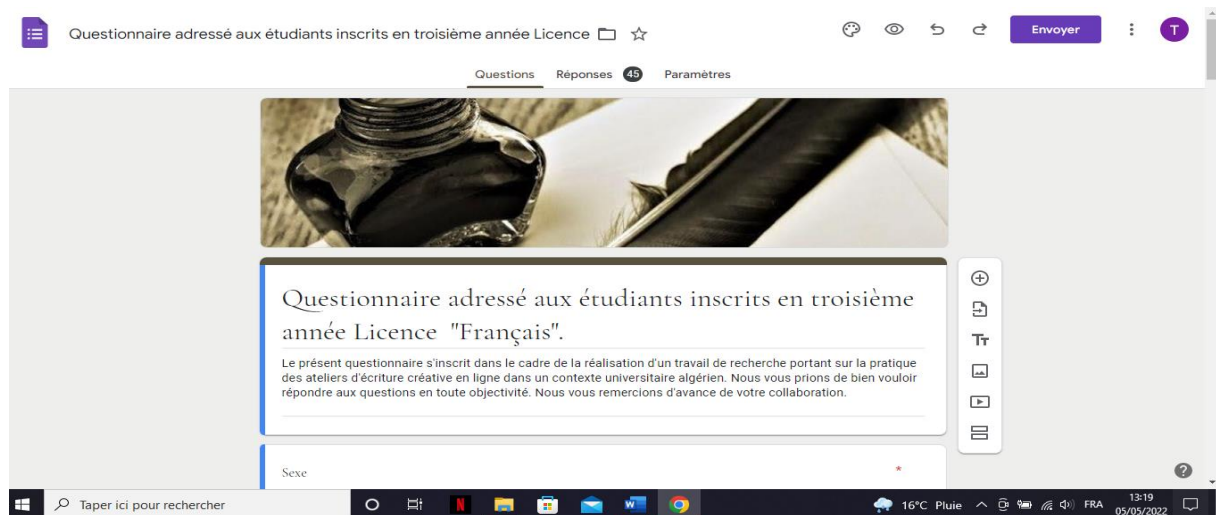 Questionnaire adressé aux étudiants inscrits en troisième année Licence
Envoyer
T
Questions Réponses 45 Paramètres
Questionnaire adressé aux étudiants inscrits en troisième
année Licence "Français".
Le présent questionnaire s'inscrit dans le cadre de la réalisation d'un travail de recherche portant sur la pratique
des ateliers d'écriture créative en ligne dans un contexte universitaire algérien. Nous vous prions de bien vouloir
répondre aux questions en toute objectivité. Nous vous remercions d'avance de votre collaboration.
Tт
Sexe *
Taper ici pour rechercher
N
W
16°C Pluie
FRA
13:19
05/05/2022